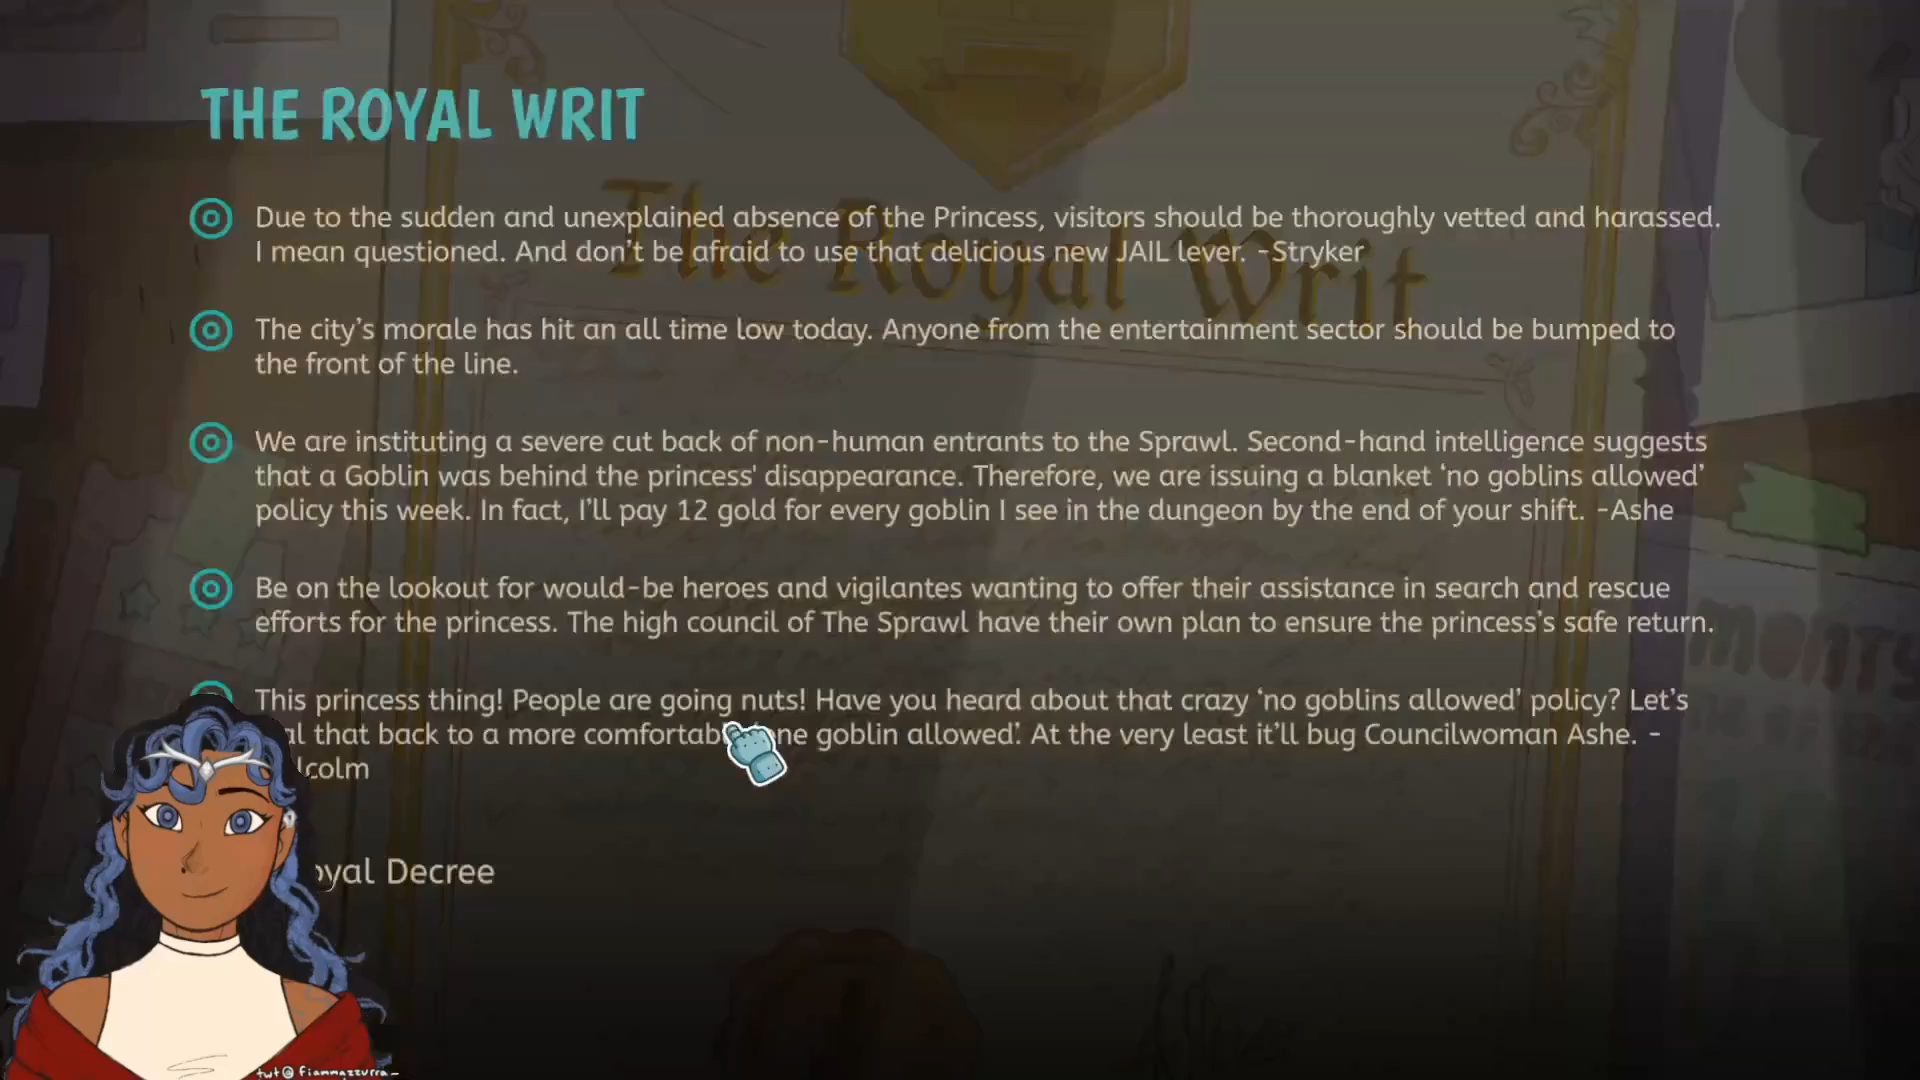 THE ROYAL WRIT
The Royal Writ
Due to the sudden and unexplained absence of the Princess, visitors should be thoroughly vetted and harassed.
I mean questioned. And don't be afraid to use that delicious new JAIL lever. -Stryker
The city's morale has hit an all time low today. Anyone from the entertainment sector should be bumped to
the front of the line.
We are instituting a severe cut back of non-human entrants to the Sprawl. Second-hand intelligence suggests
that a Goblin was behind the princess' disappearance. Therefore, we are issuing a blanket ‘no goblins allowed’
policy this week. In fact, I'll pay 12 gold for every goblin I see in the dungeon by the end of your shift. -Ashe
Be on the lookout for would-be heroes and vigilantes wanting to offer their assistance in search and rescue
efforts for the princess. The high council of The Sprawl have their own plan to ensure the princess's safe return.
This princess thing! People are going nuts! Have you heard about that crazy ‘no goblins allowed’ policy? Let's
that back to a more goblin allowed’. At the very least it'll bug Councilwoman Ashe. -
lcolm
oyal Decree
Monty
twt@fiammazzurra_